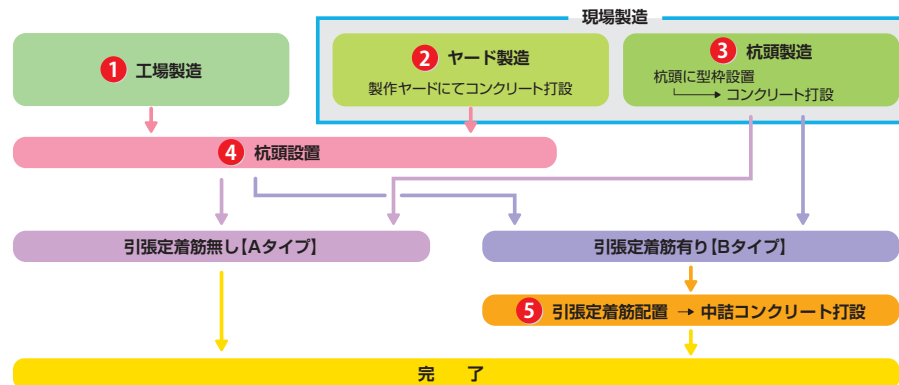 現場製造
1 工場製造
2 ヤード製造
製作ヤードにてコンクリート打設
3 杭頭製造
杭頭に型枠設置
コンクリート打設
4 杭頭設置
引張定着筋無し【Aタイプ】
引張定着筋有り【Bタイプ】
5 引張定着筋配置 → 中詰コンクリート打設
完 了